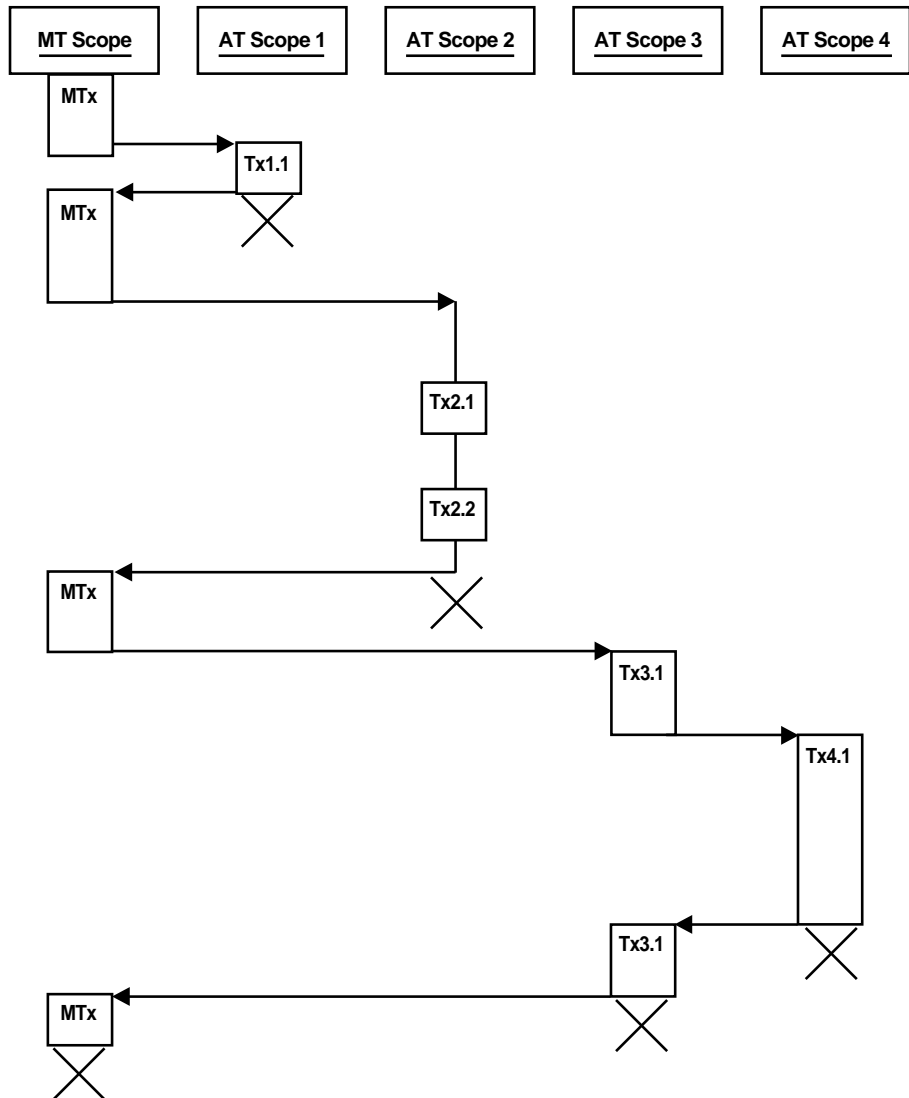 MT Scope
AT Scope 1
AT Scope 2
AT Scope 3
AT Scope 4
MTx
Tx1.1
MTx
Tx2.1
Tx2.2
MTx
Tx3.1
Tx4.1
Tx3.1
MTx